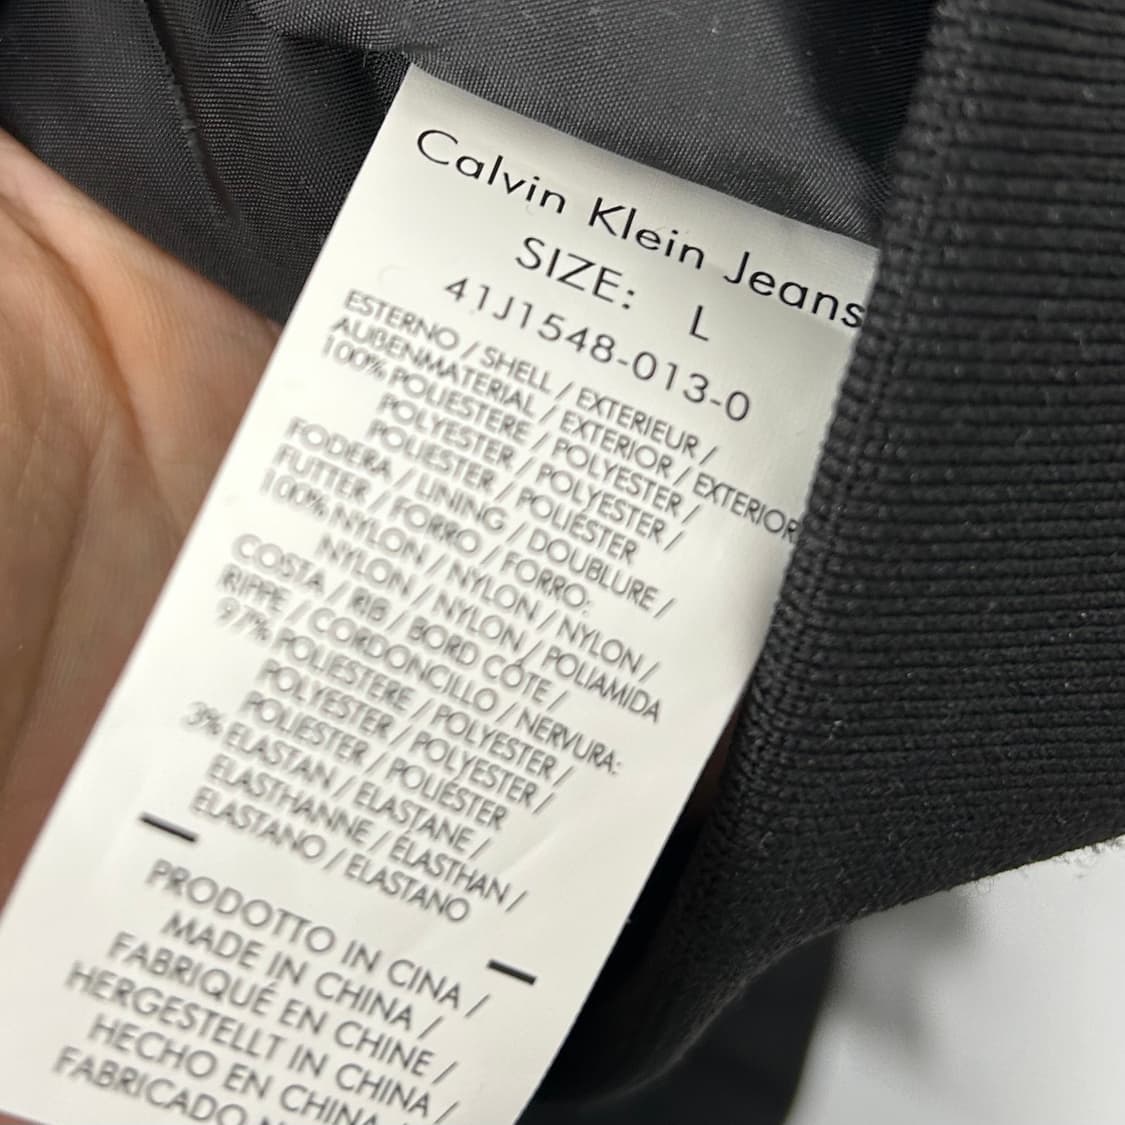 Calvin Klein Jeans
SIZE: L
41J1548-013-0
ESTERNO / SHELL / EXTERIEUR /
AUBENMATERIAL / EXTERIOR / EXTERIOR
100% POLIESTERE / POLYESTER /
POLYESTER / POLYESTER /
POLIESTER / POLIÉSTER
FODERA / LINING / DOUBLURE /
FUTTER / FORRO / FORRO:
100% NYLON / NYLON / NYLON /
NYLON / NYLON / POLIAMIDA
COSTA / RIB / BORD COTE /
RIPPE / CORDONCILLO / NERVURA:
97% POLIESTERE / POLYESTER /
POLYESTER / POLYESTER /
POLIESTER / POLIÉSTER
3% ELASTAN / ELASTANE /
ELASTHANNE / ELASTHAN /
ELASTANO / ELASTANO
PRODOTTO IN CINA /
MADE IN CHINA /
FABRIQUÉ EN CHINE /
HERGESTELLT IN CHINA /
HECHO EN CHINA
FABRICADO